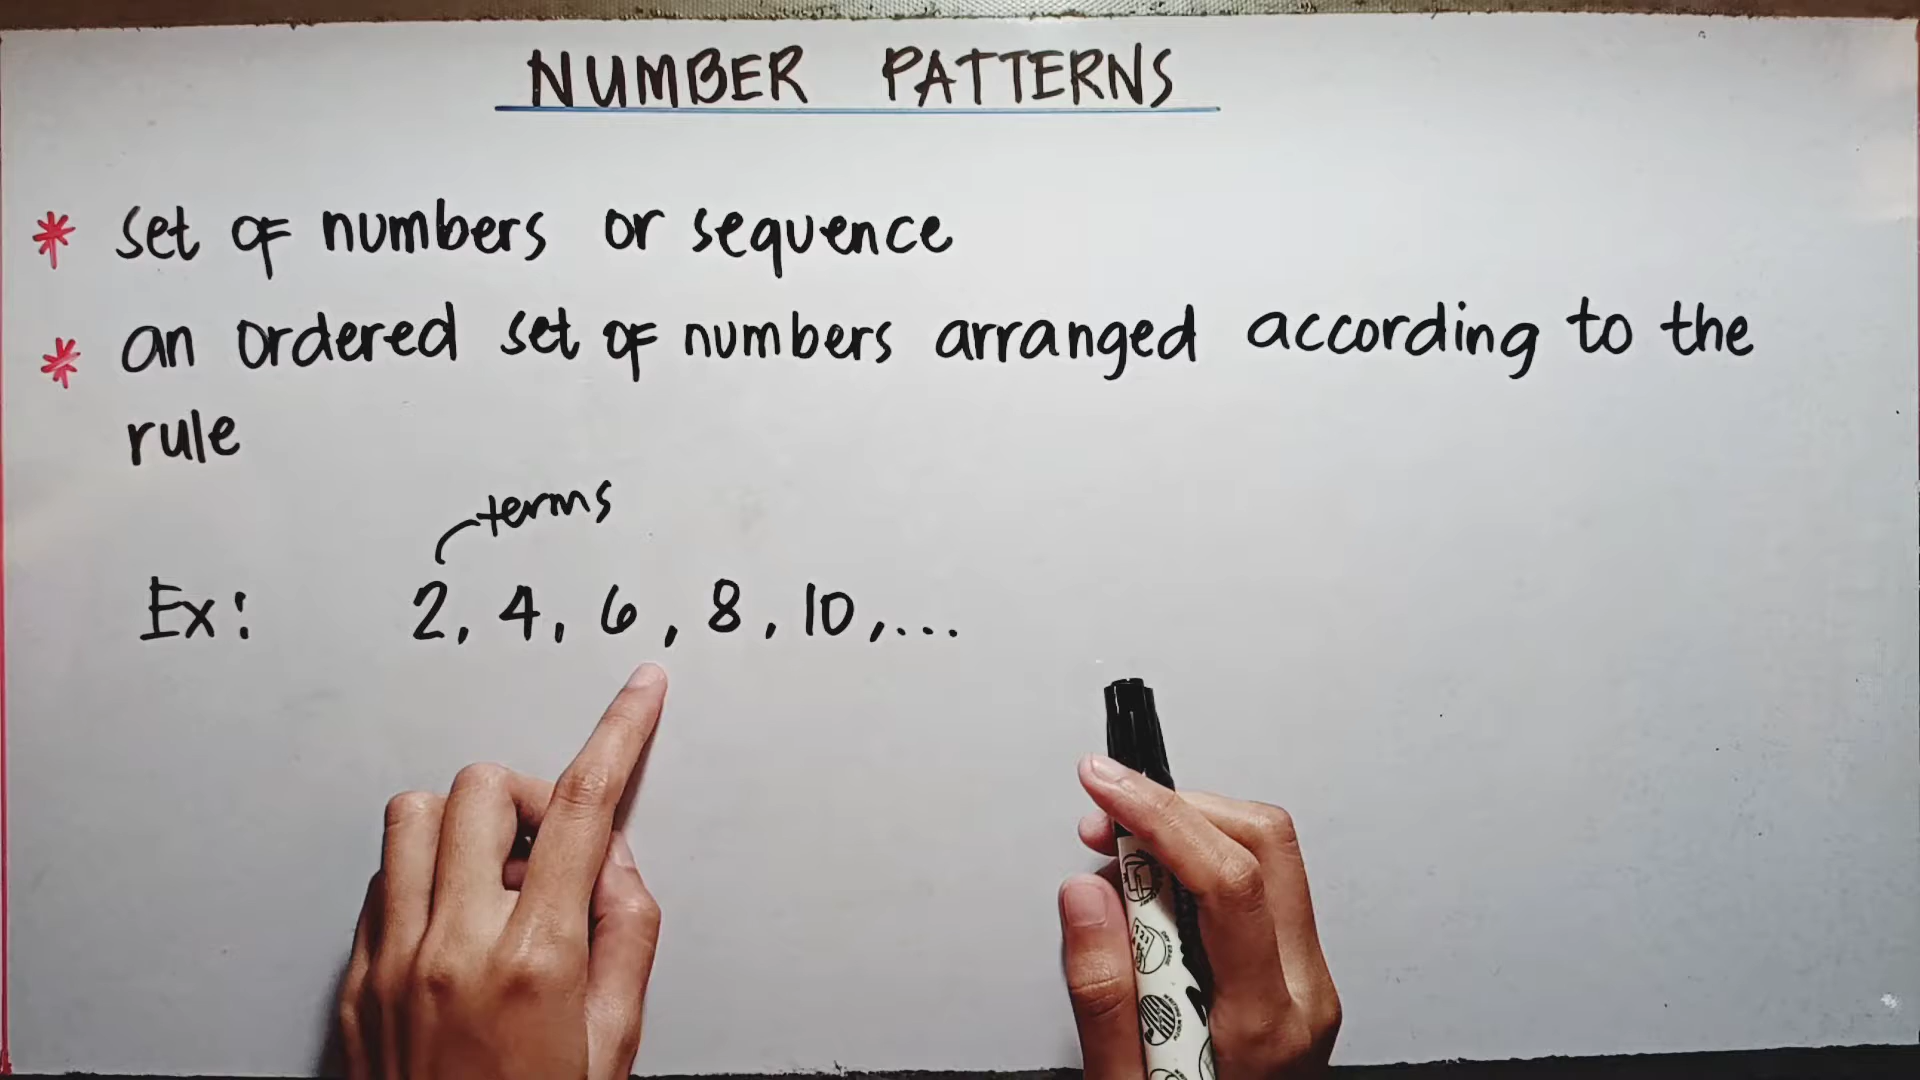 NUMBER PATTERNS
* set of numbers or sequence
* an ordered set of numbers arranged according to the
rule
terms
Ex: 2, 4, 6, 8, 10,...